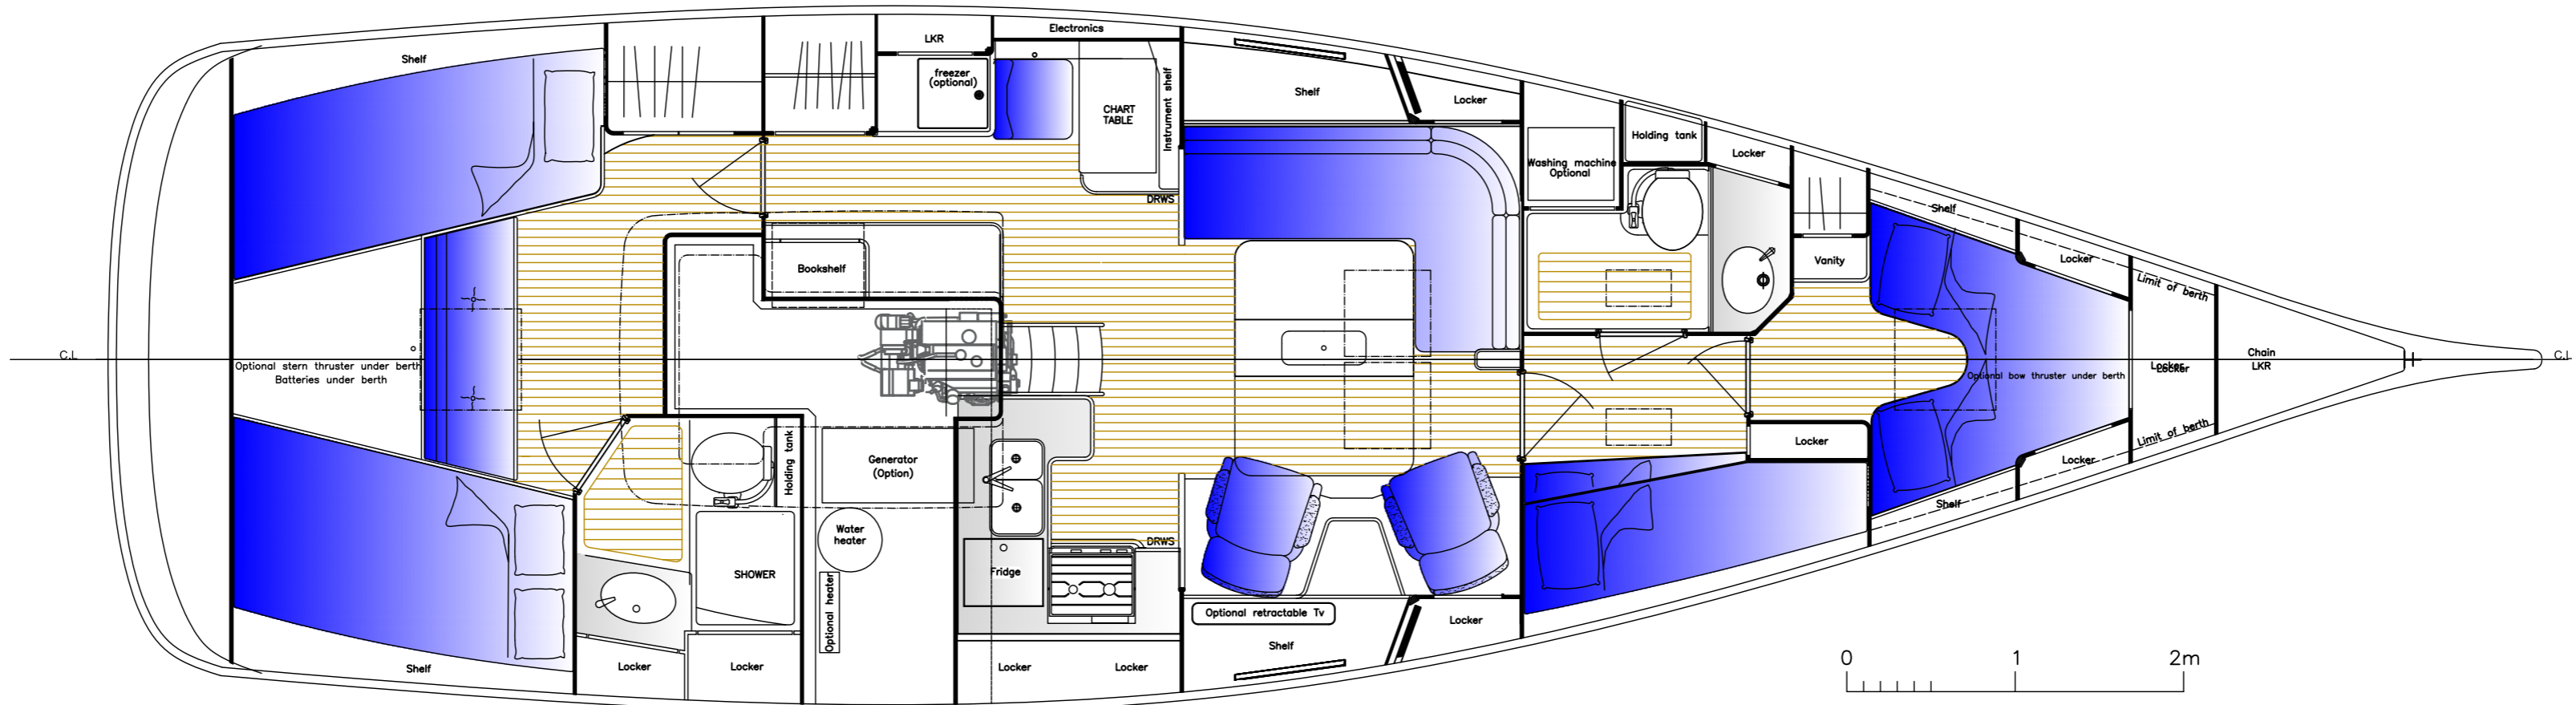 Electronics
LKR
Shelf
freezer
(optional)
Instrument shelf
CHART
TABLE
Shelf
Locker
Holding tank
Locker
Washing machine
Optional
DRWS
Shelf
Bookshelf
Vanity
Locker
Limit of berth
C.L
Optional stern thruster under berth
Batteries under berth
Optional bow thruster under berth
Locker
Locker
Chain
LKR
C.L
Limit of berth
Locker
Locker
Holding tank
Generator
(Option)
Shelf
Water
heater
DRWS
Fridge
SHOWER
Optional heater
Optional retractable Tv
Locker
Shelf
Shelf
Locker
Locker
Locker
Locker
0 1 2m